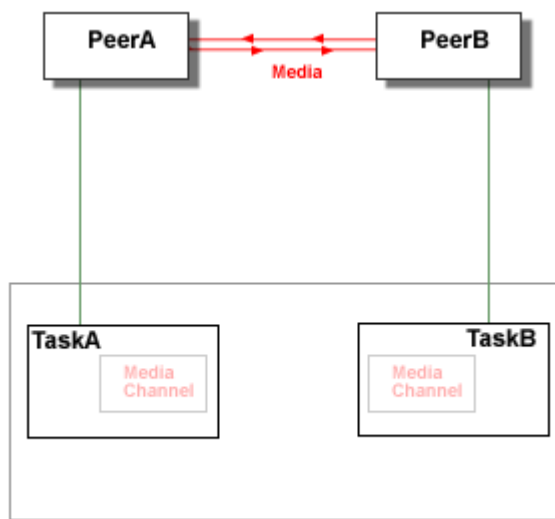 PeerA
PeerB
Media
TaskA
TaskB
Media
Channel
Media
Channel